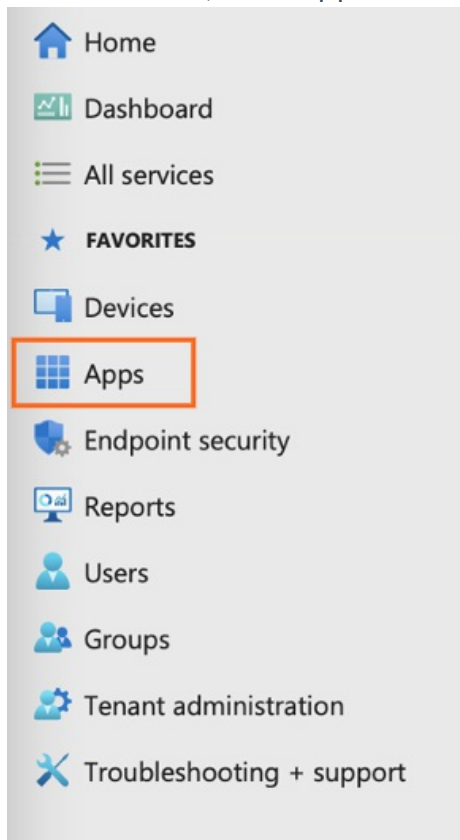 Home
Dashboard
All services
FAVORITES
Devices
Apps
Endpoint security
Reports
Users
Groups
Tenant administration
Troubleshooting + support